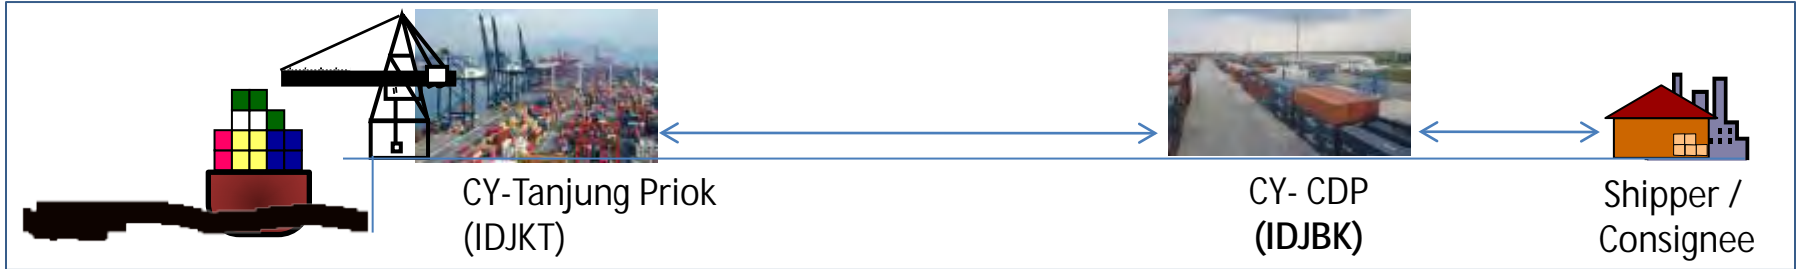 CY-Tanjung Priok
(IDJKT)
CY- CDP
(IDJBK)
Shipper /
Consignee